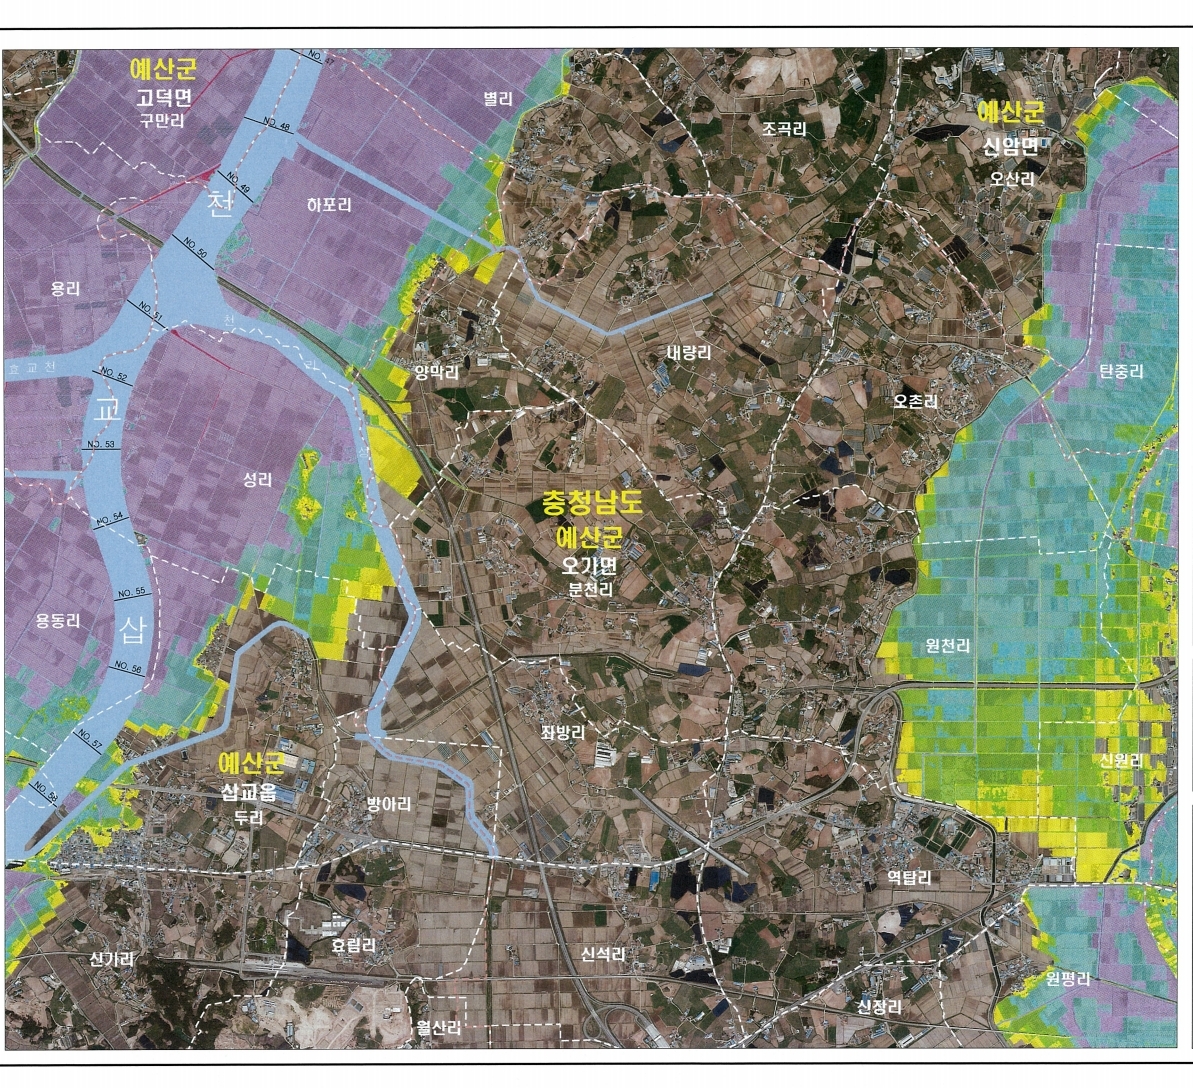 NO. 47
예산군
고덕면
구만리
별리
예산군
신암면
오산리
조곡리
NO. 48
NO. 49
천
하포리
NO. 50
용리
NO. 51
천
리
효 교 천
NO. 52
교
내량리
양막리
탄중리
오촌리
NO. 53
성리
충청남도
예산군
오가면
분천리
NO. 54
NO. 55
용동리
삽
원천리
NO. 56
NO. 57
좌방리
예산군
삽교읍
두리
신원리
NO. 58
방아리
역탑리
효림리
신가리
신석리
원평리
신장리
월산리